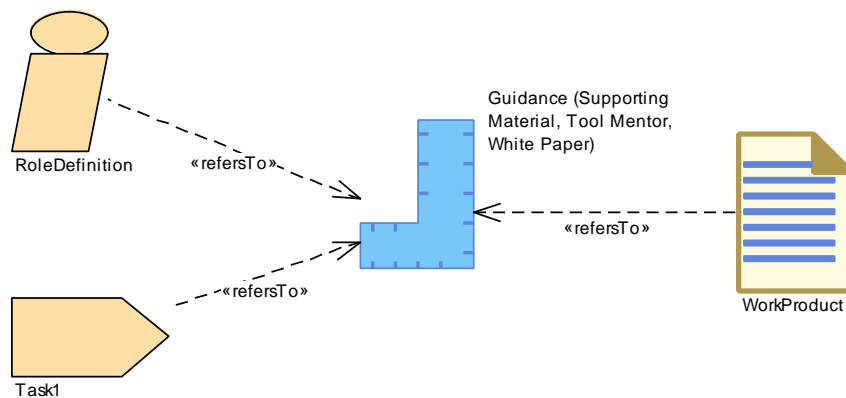 Guidance (Supporting
Material, Tool Mentor,
White Paper)
RoleDefinition
«refersTo»
«refersTo»
«refersTo»
WorkProduct
Task1